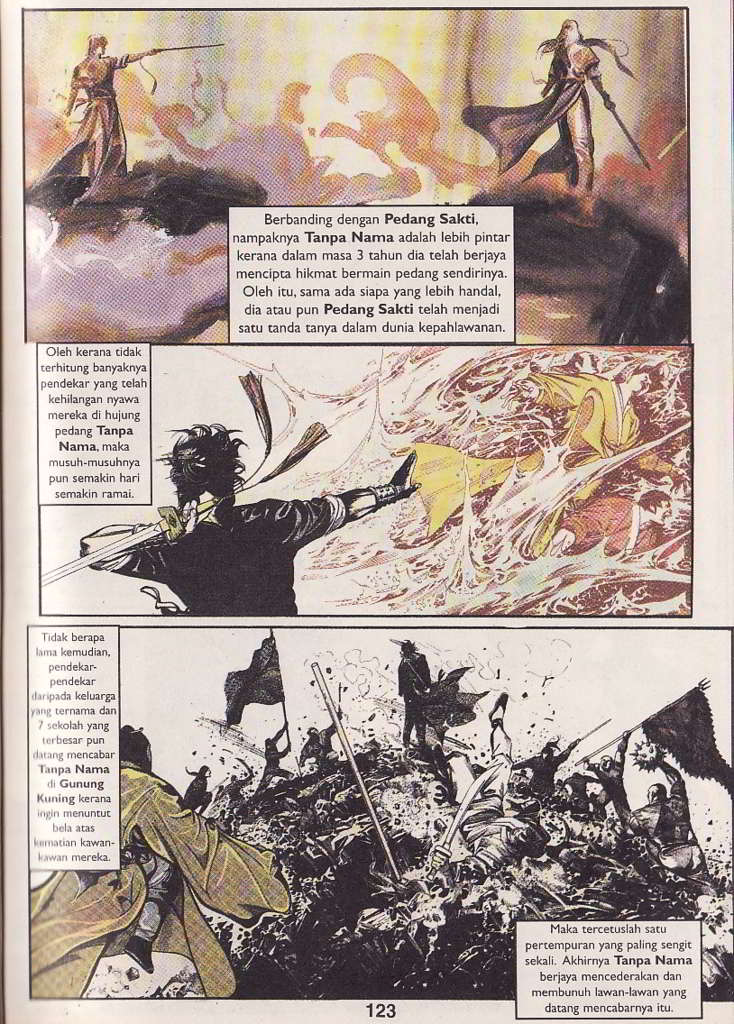 Berbanding dengan Pedang Sakti,
nampaknya Tanpa Nama adalah lebih pintar
kerana dalam masa 3 tahun dia telah berjaya
mencipta hikmat bermain pedang sendirinya.
Oleh itu, sama ada siapa yang lebih handal,
dia atau pun Pedang Sakti telah menjadi
satu tanda tanya dalam dunia kepahlawanan.
Oleh kerana tidak
terhitung banyaknya
pendekar yang telah
kehilangan nyawa
mereka di hujung
pedang Tanpa
Nama, maka
musuh-musuhnya
pun semakin hari
semakin ramai.
Tidak berapa
lama kemudian,
pendekar-
pendekar
daripada keluarga
yang ternama dan
7 sekolah yang
terbesar pun
datang mencabar
Tanpa Nama
di Gunung
Kuning kerana
ingin menuntut
bela atas
kematian kawan-
kawan mereka.
Maka tercetuslah satu
pertempuran yang paling sengit
sekali. Akhirnya Tanpa Nama
berjaya mencederakan dan
membunuh lawan-lawan yang
datang mencabarnya itu.
123